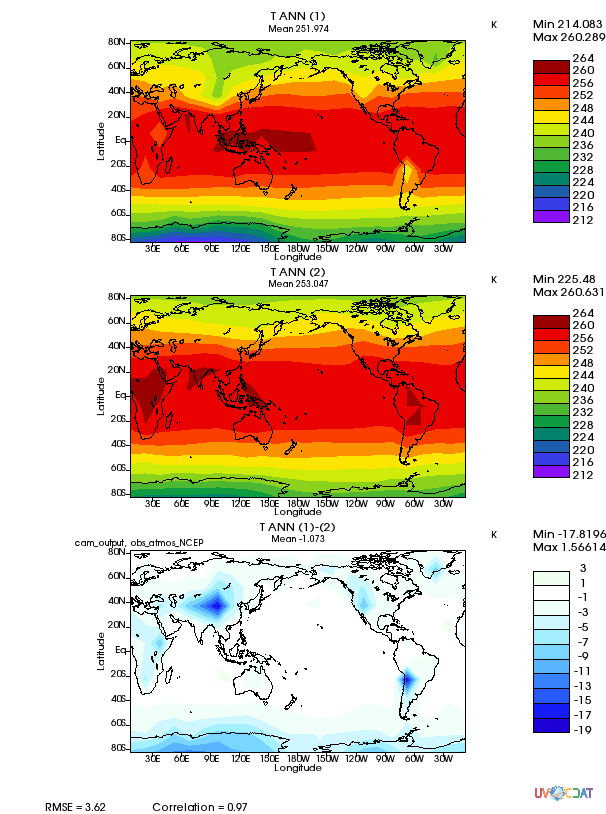 T ANN (1)
Mean 251.974
K
Min 214.083
Max 260.289
80N
60N
40N
20N
Eq
20S
40S
60S
80S
Latitude
30E 60E 90E 120E 150E 180W 150W 120W 90W 60W 30W
Longitude
264
260
256
252
248
244
240
236
232
228
224
220
216
212
T ANN (2)
Mean 253.047
K
Min 225.48
Max 260.631
80N
60N
40N
20N
Eq
20S
40S
60S
80S
Latitude
30E 60E 90E 120E 150E 180W 150W 120W 90W 60W 30W
Longitude
264
260
256
252
248
244
240
236
232
228
224
220
216
212
T ANN (1)-(2)
cam_output, obs_atmos_NCEP
Mean -1.073
K
Min -17.8196
Max 1.56614
80N
60N
40N
20N
Eq
20S
40S
60S
80S
Latitude
30E 60E 90E 120E 150E 180W 150W 120W 90W 60W 30W
Longitude
3
1
-1
-3
-5
-7
-9
-11
-13
-15
-17
-19
UV CDAT
RMSE = 3.62 Correlation = 0.97